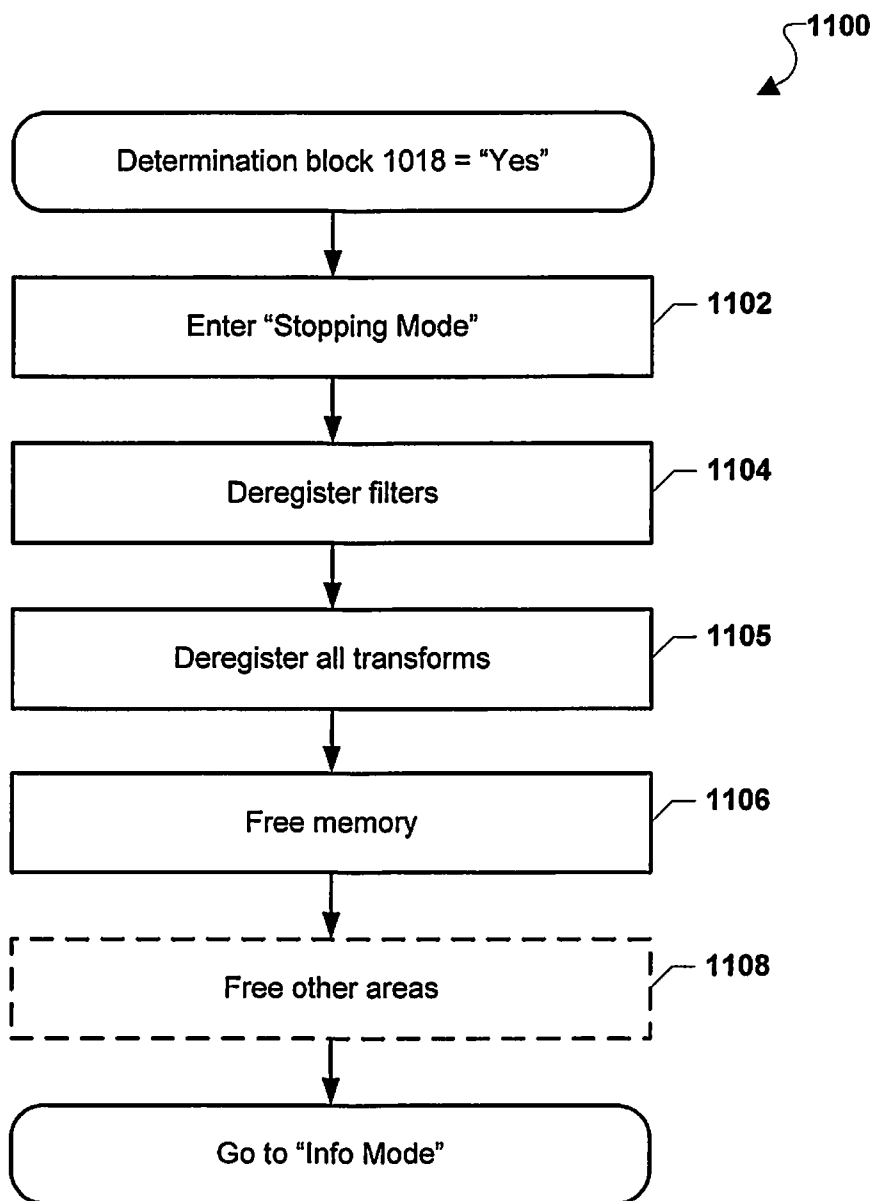 1100
Determination block 1018 = “Yes”
Enter “Stopping Mode”
1102
Deregister filters
1104
Deregister all transforms
1105
Free memory
1106
Free other areas
1108
Go to “Info Mode”